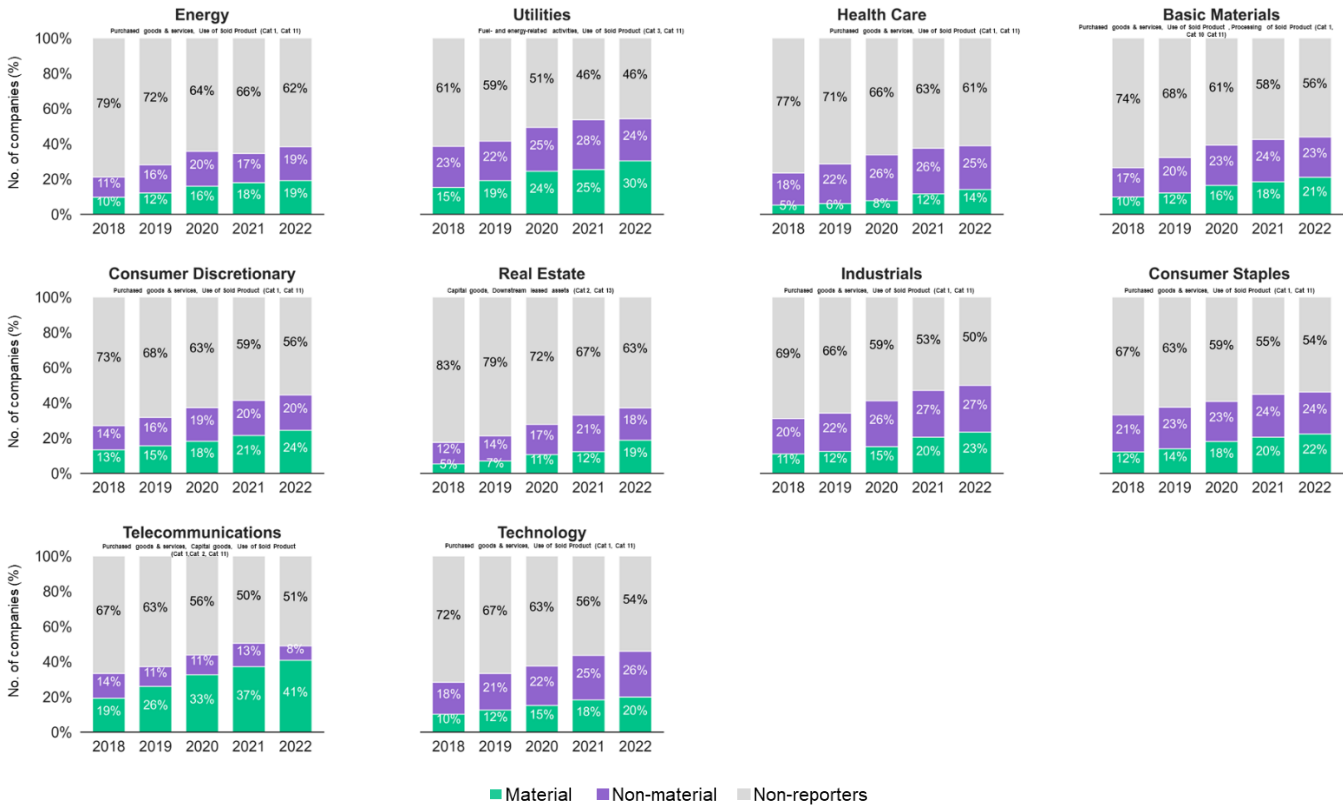 Energy
Purchased goods & services, Use of Sold Product (Cat 1, Cat 11)
No. of companies (%)
100%
80%
60%
40%
20%
0%
79% 72% 64% 66% 62%
11% 16% 20% 17% 19%
10% 12% 16% 18% 19%
2018 2019 2020 2021 2022
Utilities
Fuel- and energy-related activities, Use of Sold Product (Cat 3, Cat 11)
61% 59% 51% 46% 46%
23% 22% 25% 28% 24%
15% 19% 24% 25% 30%
2018 2019 2020 2021 2022
Health Care
Purchased goods & services, Use of Sold Product (Cat 1, Cat 11)
77% 71% 66% 63% 61%
18% 22% 26% 26% 25%
5% 6% 8% 12% 14%
2018 2019 2020 2021 2022
Basic Materials
Purchased goods & services, Use of Sold Product ,Processing of Sold Product (Cat 1,
Cat 10 Cat 11)
74% 68% 61% 58% 56%
17% 20% 23% 24% 23%
10% 12% 16% 18% 21%
2018 2019 2020 2021 2022
Consumer Discretionary
Purchased goods & services, Use of Sold Product (Cat 1, Cat 11)
No. of companies (%)
100%
80%
60%
40%
20%
0%
73% 68% 63% 59% 56%
14% 16% 19% 20% 20%
13% 15% 18% 21% 24%
2018 2019 2020 2021 2022
Real Estate
Capital goods, Downstream leased assets (Cat 2, Cat 13)
83% 79% 72% 67% 63%
12% 14% 17% 21% 18%
5% 7% 11% 12% 19%
2018 2019 2020 2021 2022
Industrials
Purchased goods & services, Use of Sold Product (Cat 1, Cat 11)
69% 66% 59% 53% 50%
20% 22% 26% 27% 27%
11% 12% 15% 20% 23%
2018 2019 2020 2021 2022
Consumer Staples
Purchased goods & services, Use of Sold Product (Cat 1, Cat 11)
67% 63% 59% 55% 54%
21% 23% 23% 24% 24%
12% 14% 18% 20% 22%
2018 2019 2020 2021 2022
Telecommunications
Purchased goods & services, Capital goods, Use of Sold Product
(Cat 1,Cat 2, Cat 11)
No. of companies (%)
100%
80%
60%
40%
20%
0%
67% 63% 56% 50% 51%
14% 11% 11% 13% 8%
19% 26% 33% 37% 41%
2018 2019 2020 2021 2022
Technology
Purchased goods & services, Use of Sold Product (Cat 1, Cat 11)
72% 67% 63% 56% 54%
18% 21% 22% 25% 26%
10% 12% 15% 18% 20%
2018 2019 2020 2021 2022
Material Non-material Non-reporters